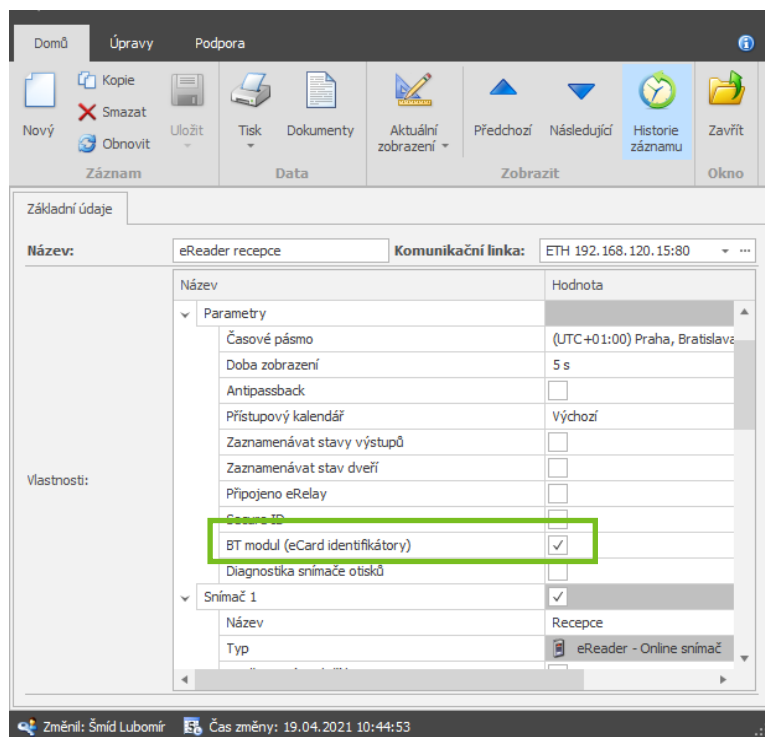 Domů Úpravy Podpora
Nový
Kopie
Smazat
Obnovit
Uložit
Tisk
Dokumenty
Aktuální
zobrazení
Předchozí
Následující
Historie
záznamu
Zavřít
Záznam Data Zobrazit Okno
Základní údaje
Název: eReader recepce Komunikační linka: ETH 192.168.120.15:80
Vlastnosti:
Název Hodnota
Parametry
Časové pásmo (UTC+01:00) Praha, Bratislava
Doba zobrazení 5 s
Antipassback
Přístupový kalendář Výchozí
Zaznamenávat stavy výstupů
Zaznamenávat stav dveří
Připojeno eRelay
Secure ID
BT modul (eCard identifikátory)
Diagnostika snímače otisků
Snímač 1
Název Recepce
Typ eReader - Online snímač
Změnil: Šmíd Lubomír Čas změny: 19.04.2021 10:44:53